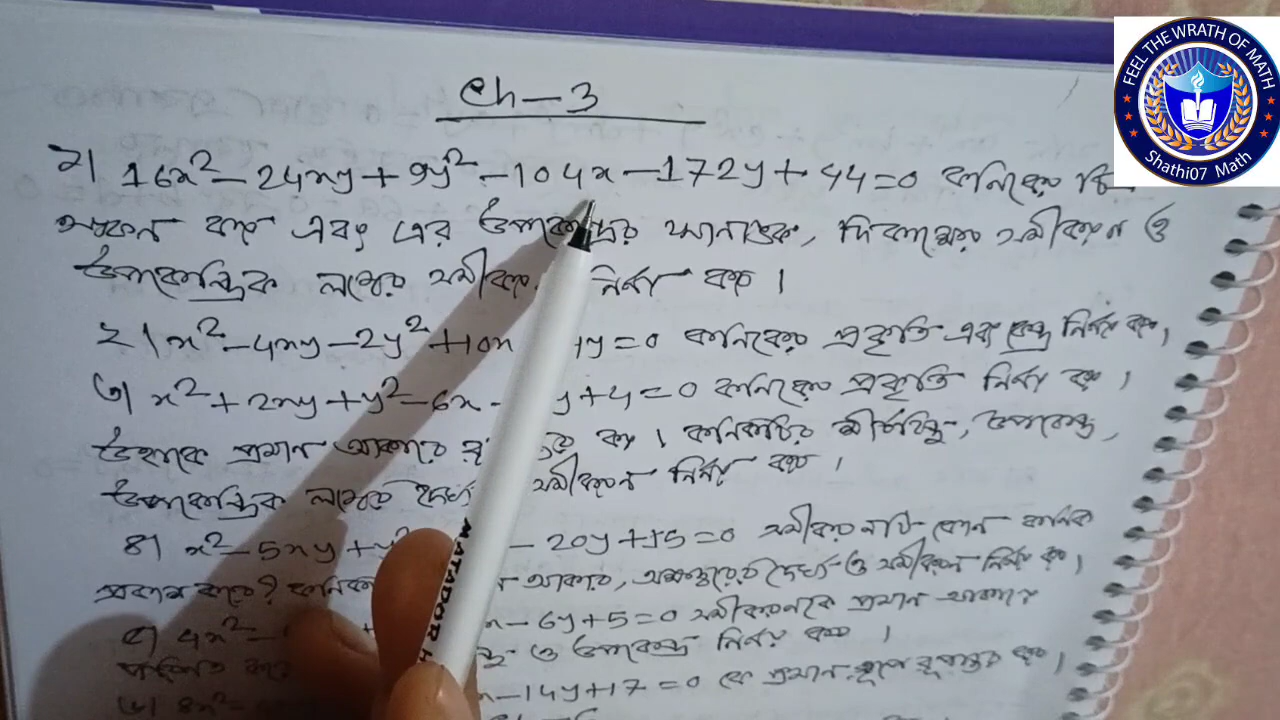 FEEL THE WRATH OF MATH
Shathi07 Math
Ch - 3
১। 16x² - 24xy + 9y² - 104x - 172y + 44 = 0 কনিকের
অঙ্কন কর এবং এর উপকেন্দ্রের স্থানাঙ্ক, দিকাক্ষের সমীকরণ ও
উপকেন্দ্রিক লম্বের সমীকরণ নির্ণয় কর।
২। x² - 4xy - 2y² + 10x 4y = 0 কনিকের প্রকৃতি এবং কেন্দ্র নির্ণয় কর।
৩। x² + 2xy + y² - 6x - y + 4 = 0 কনিকের প্রকৃতি নির্ণয় কর।
উহাকে প্রমান আকারে কর। কনিকটির শীর্ষবিন্দু, উপকেন্দ্র,
উপকেন্দ্রিক লম্বের দৈর্ঘ্য সমীকরণ নির্ণয় কর।
৪। x² - 5xy + y² - 20y + 15 = 0 সমীকরণটি কোন কনিক
প্রকাশ করে? আকার, অক্ষদ্বয়ের দৈর্ঘ্য ও সমীকরণ নির্ণয় কর।
৫। 4x² - x - 6y + 5 = 0 সমীকরণকে প্রমান আকারে
ও উপকেন্দ্র নির্ণয় কর।
৬। 8x² x - 14y + 17 = 0 কে প্রমান রূপে রূপান্তর কর।
MATADOR